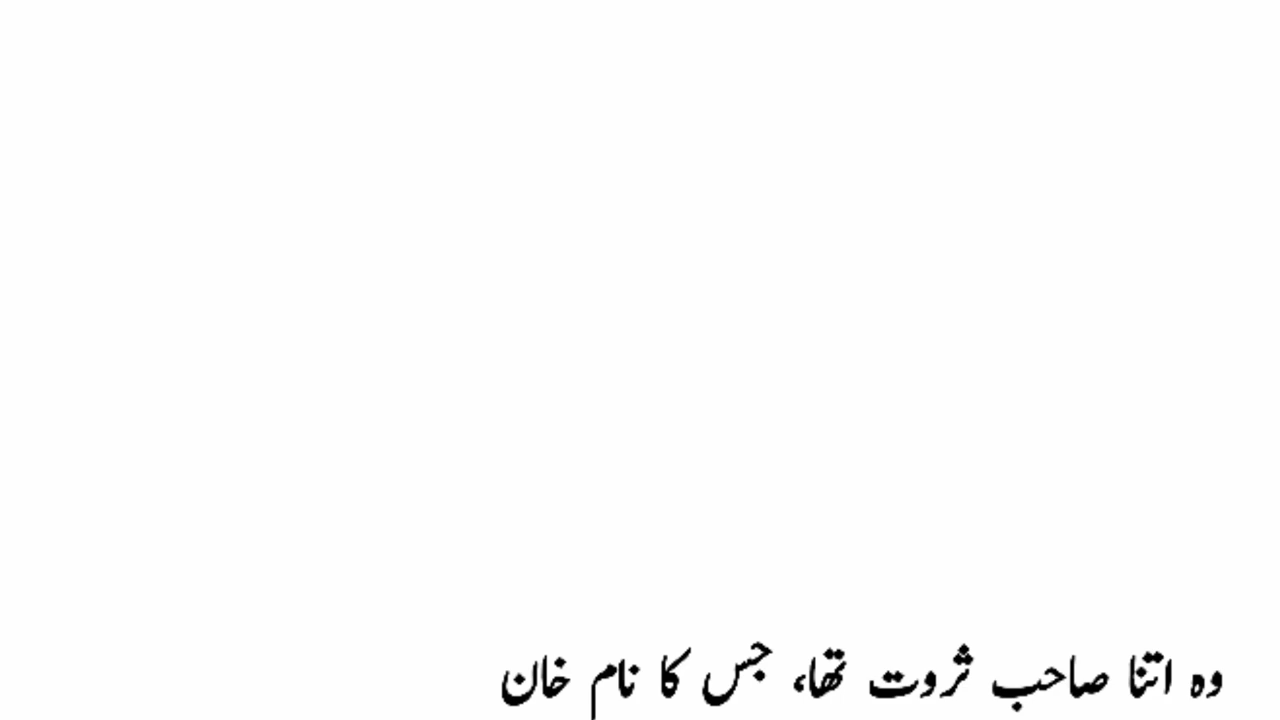 وہ اتنا صاحب ثروت تھا، جس کا نام خان